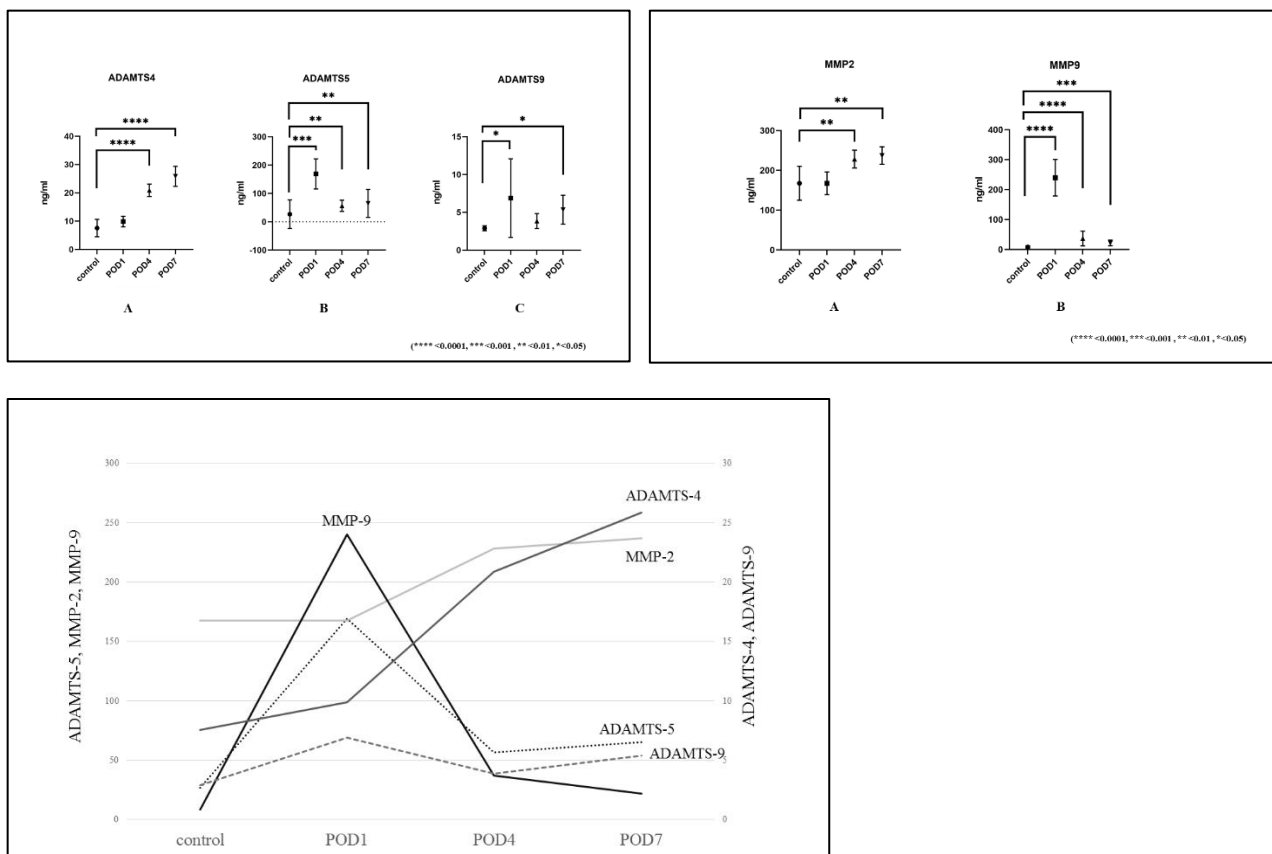 ADAMTS4
****
****
40
30
20
10
0
ng/ml
control
POD1
POD4
POD7
A
ADAMTS5
**
**
***
300
200
100
0
-100
ng/ml
control
POD1
POD4
POD7
B
ADAMTS9
*
*
15
10
5
0
ng/ml
control
POD1
POD4
POD7
C
(**** <0.0001, *** <0.001 , ** <0.01 , *<0.05)
MMP2
**
**
300
200
100
0
ng/ml
control
POD1
POD4
POD7
A
MMP9
***
****
****
400
300
200
100
0
ng/ml
control
POD1
POD4
POD7
B
(**** <0.0001, *** <0.001 , ** <0.01 , *<0.05)
ADAMTS-5, MMP-2, MMP-9
300
250
200
150
100
50
0
MMP-9
ADAMTS-4
MMP-2
ADAMTS-5
ADAMTS-9
30
25
20
15
10
5
0
ADAMTS-4, ADAMTS-9
control
POD1
POD4
POD7